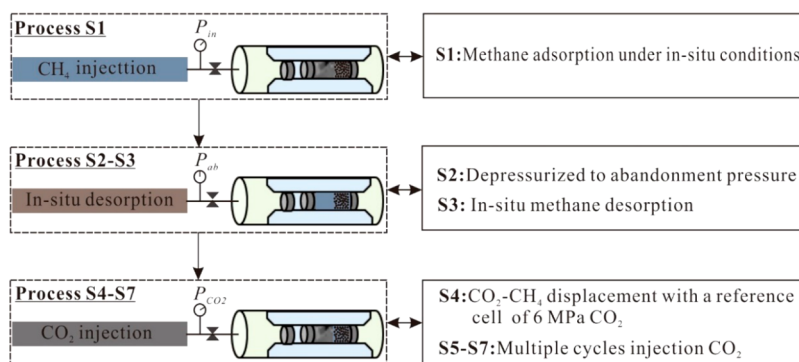 Process S1
P_in
CH₄ injecttion
S1:Methane adsorption under in-situ conditions
Process S2-S3
P_ab
In-situ desorption
S2:Depressurized to abandonment pressure
S3: In-situ methane desorption
Process S4-S7
P_CO2
CO₂ injection
S4:CO₂-CH₄ displacement with a reference
cell of 6 MPa CO₂
S5-S7:Multiple cycles injection CO₂